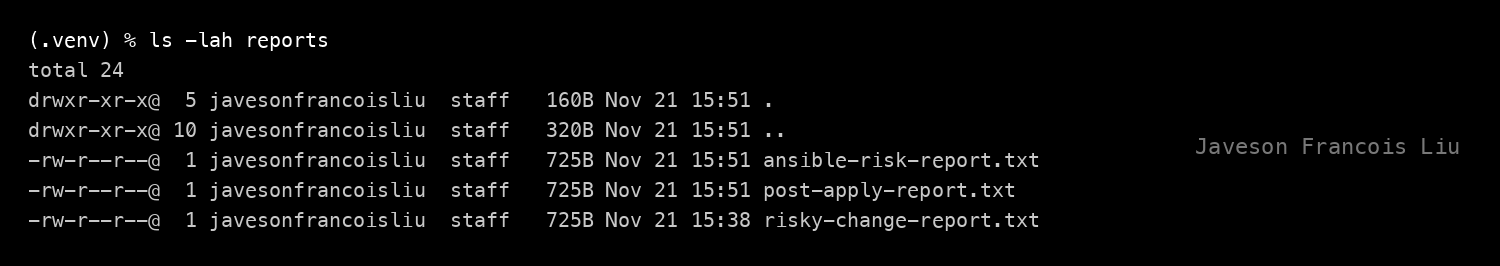 (.venv) % ls -lah reports
total 24
drwxr-xr-x@  5 javesonfrancoisliu  staff   160B Nov 21 15:51 .
drwxr-xr-x@ 10 javesonfrancoisliu  staff   320B Nov 21 15:51 ..
-rw-r--r--@  1 javesonfrancoisliu  staff   725B Nov 21 15:51 ansible-risk-report.txt
Javeson Francois Liu
-rw-r--r--@  1 javesonfrancoisliu  staff   725B Nov 21 15:51 post-apply-report.txt
-rw-r--r--@  1 javesonfrancoisliu  staff   725B Nov 21 15:38 risky-change-report.txt